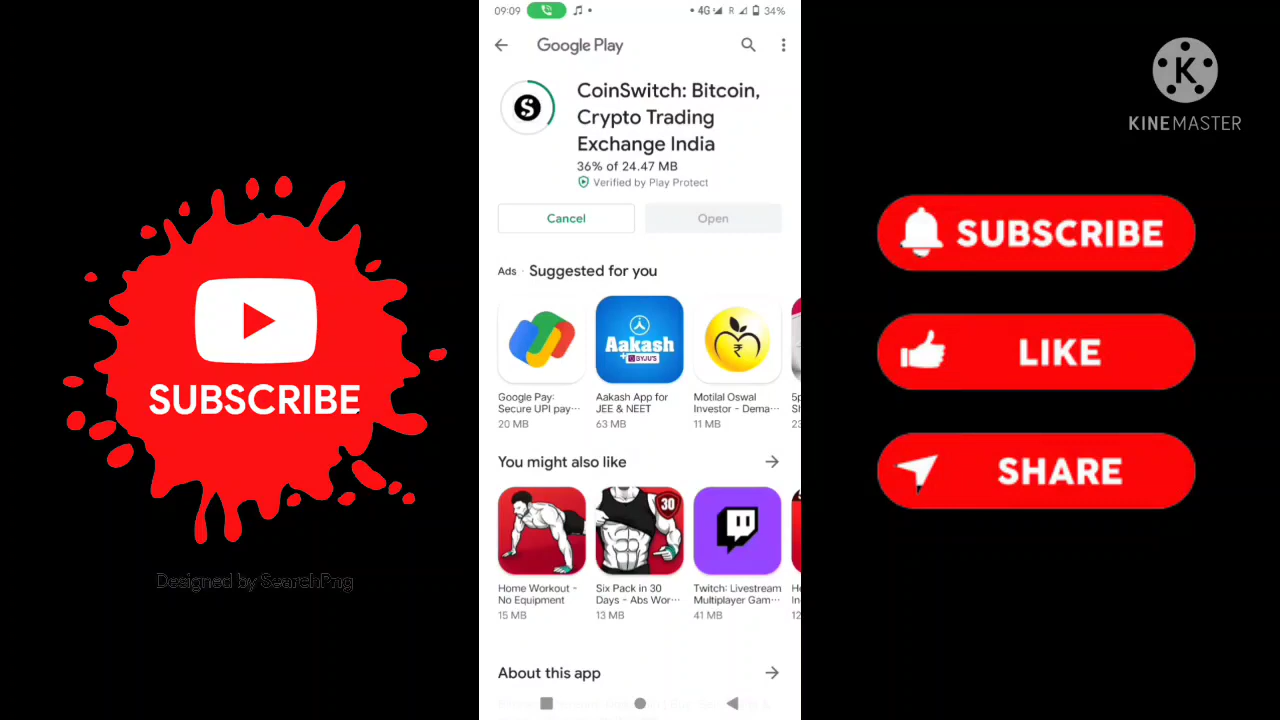 09:09
4G
R
34%
Google Play
CoinSwitch: Bitcoin,
Crypto Trading
Exchange India
36% of 24.47 MB
Verified by Play Protect
Cancel
Open
Ads · Suggested for you
Aakash
+ BYJU'S
Google Pay:
Secure UPI pay...
20 MB
Aakash App for
JEE & NEET
63 MB
Motilal Oswal
Investor - Dema...
11 MB
You might also like
30
Home Workout -
No Equipment
15 MB
Six Pack in 30
Days - Abs Wor...
13 MB
Twitch: Livestream
Multiplayer Gam...
41 MB
About this app
SUBSCRIBE
Designed by SearchPng
K
KINEMASTER
SUBSCRIBE
LIKE
SHARE